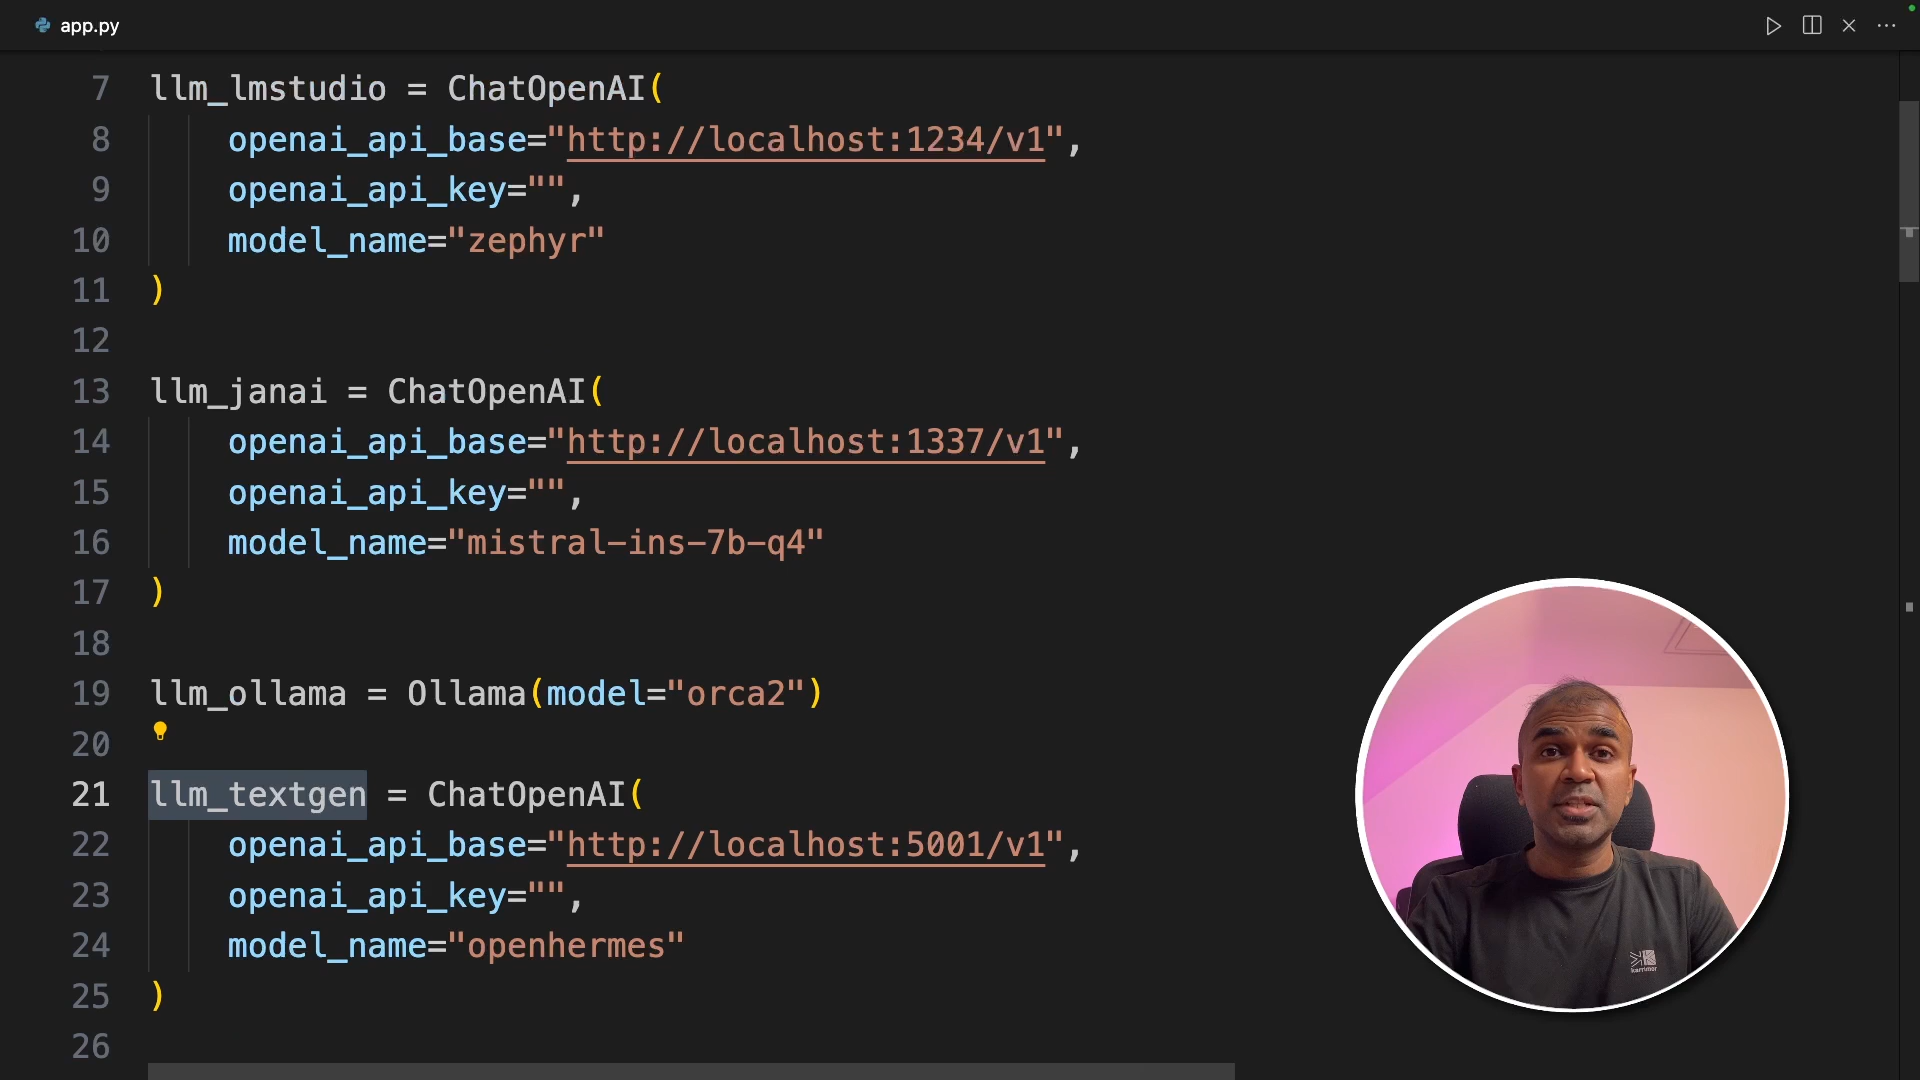 app.py
7 llm_lmstudio = ChatOpenAI(
8 openai_api_base="http://localhost:1234/v1",
9 openai_api_key="",
10 model_name="zephyr"
11 )
12
13 llm_janai = ChatOpenAI(
14 openai_api_base="http://localhost:1337/v1",
15 openai_api_key="",
16 model_name="mistral-ins-7b-q4"
17 )
18
19 llm_ollama = Ollama(model="orca2")
20
21 llm_textgen = ChatOpenAI(
22 openai_api_base="http://localhost:5001/v1",
23 openai_api_key="",
24 model_name="openhermes"
25 )
26
karrimor